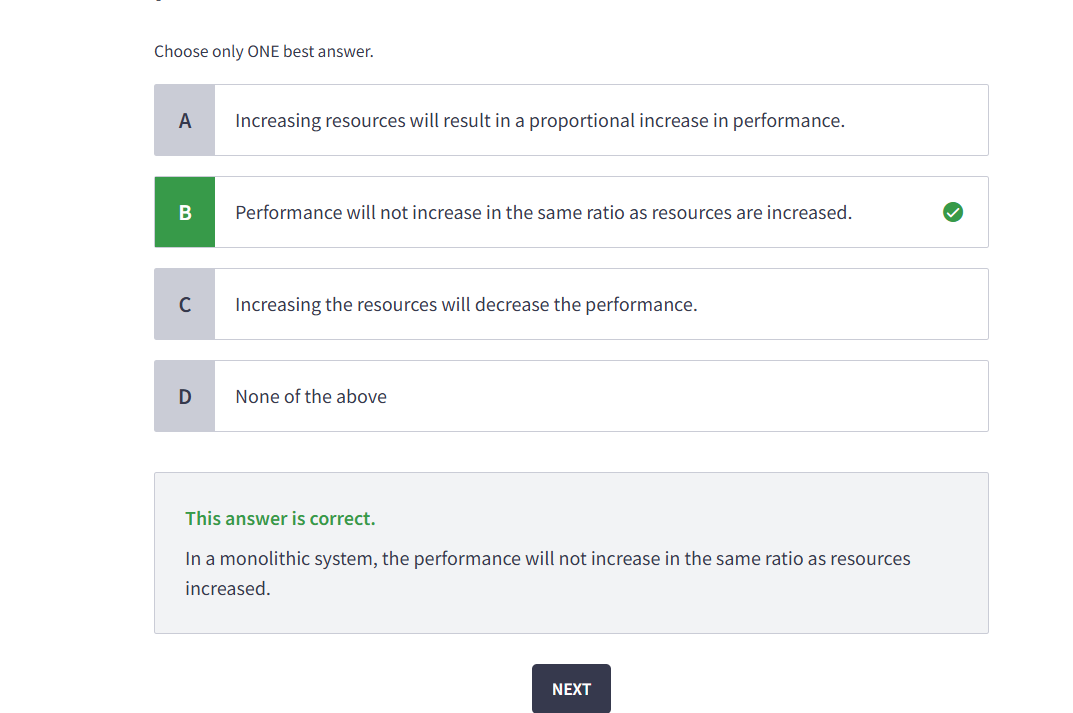 Choose only ONE best answer.
A
Increasing resources will result in a proportional increase in performance.
B
Performance will not increase in the same ratio as resources are increased.
C
Increasing the resources will decrease the performance.
D
None of the above
This answer is correct.
In a monolithic system, the performance will not increase in the same ratio as resources
increased.
NEXT